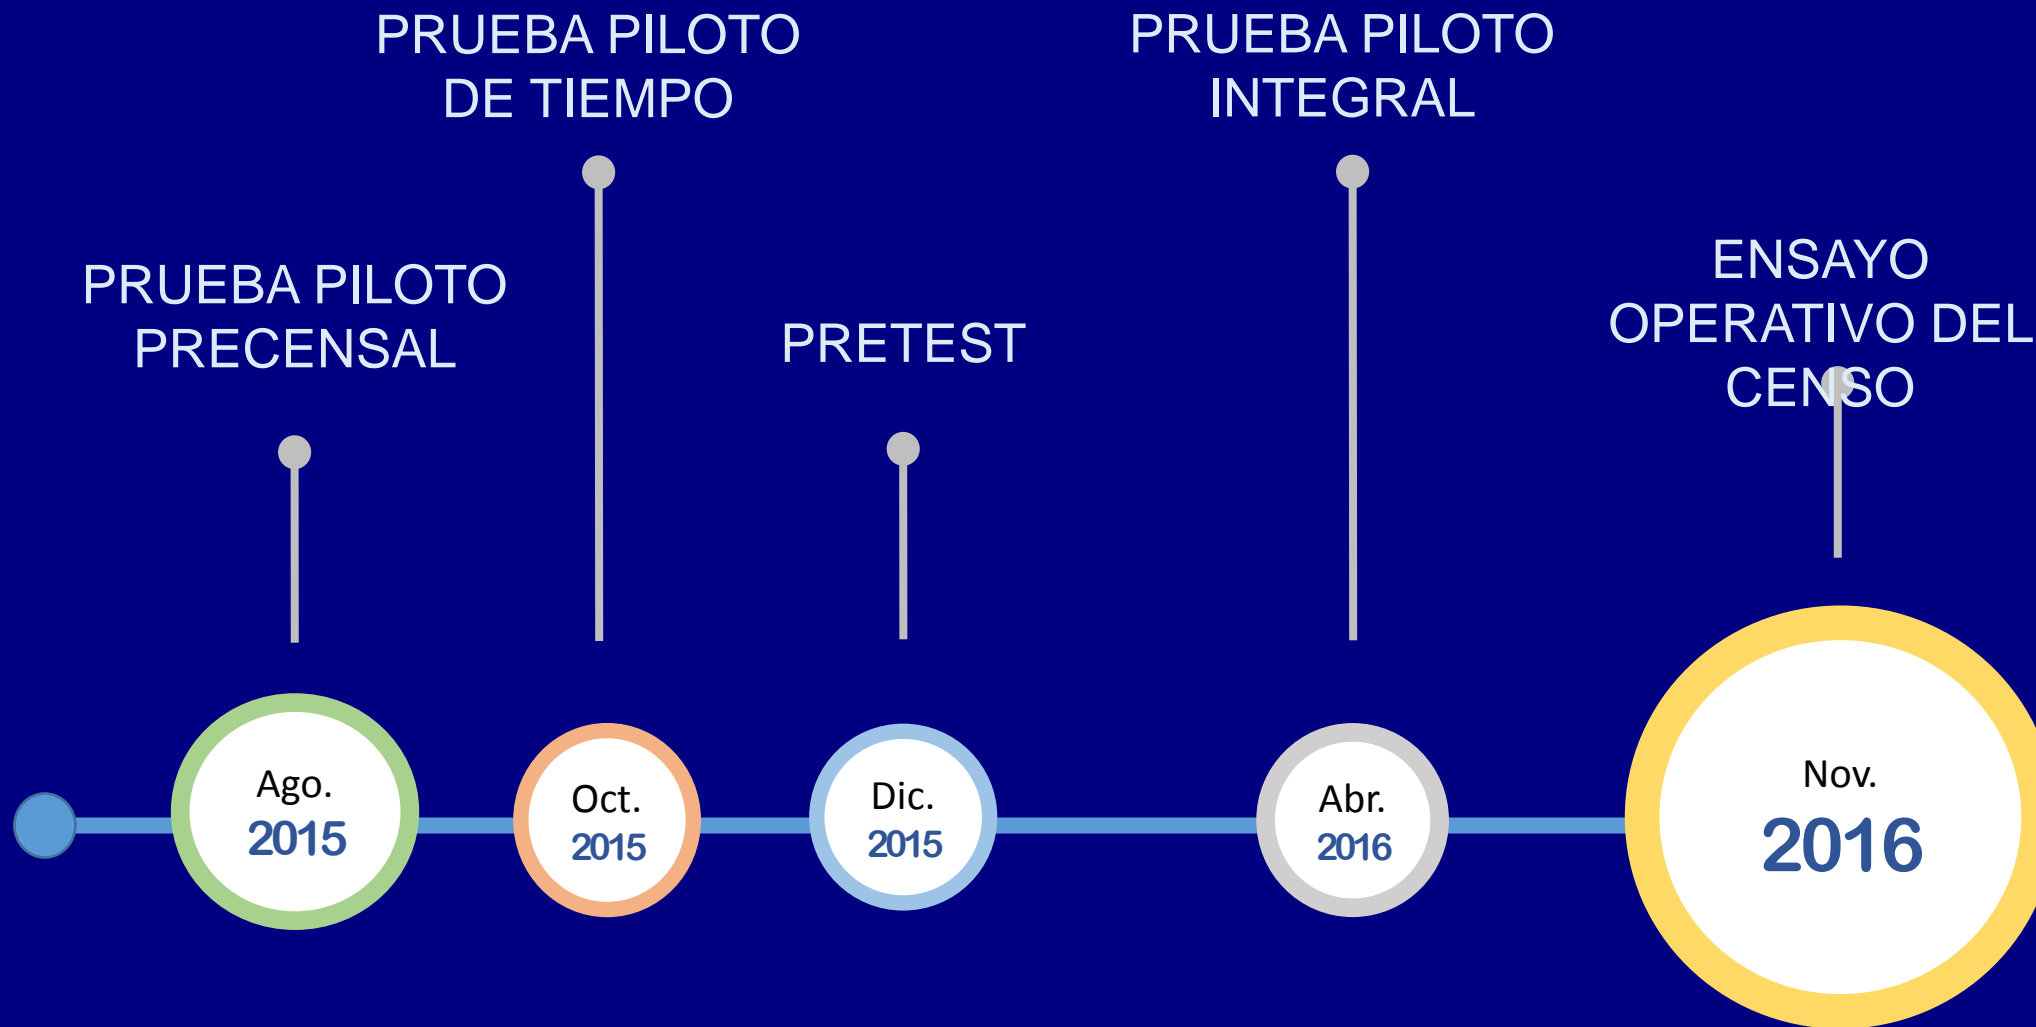 PRUEBA PILOTO
DE TIEMPO
PRUEBA PILOTO
INTEGRAL
PRUEBA PILOTO
PRECENSAL
PRETEST
ENSAYO
OPERATIVO DEL
CENSO
Ago.
2015
Oct.
2015
Dic.
2015
Abr.
2016
Nov.
2016